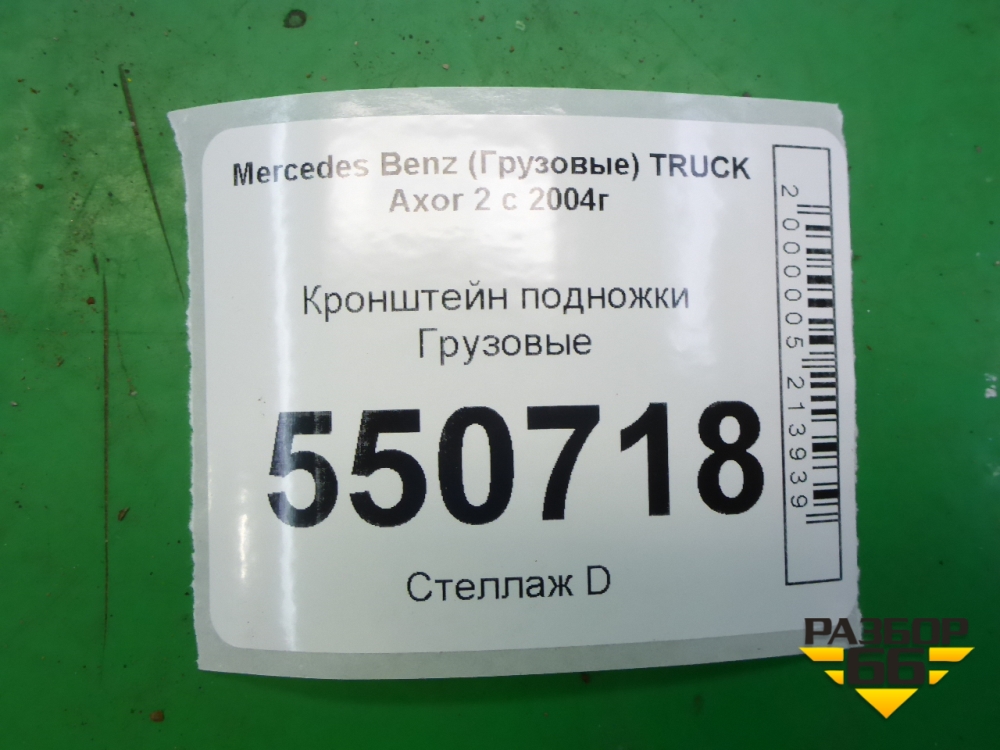 Mercedes Benz (Грузовые) TRUCK
Axor 2 с 2004г
Кронштейн подножки
Грузовые
550718
Стеллаж D
2000005213939
РАЗБОР
66